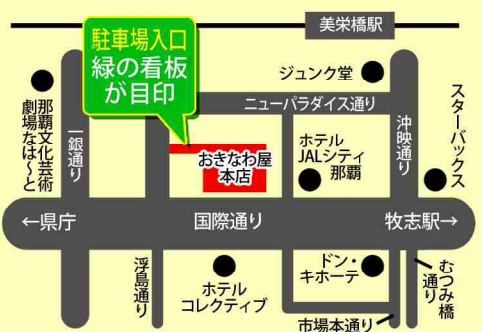 美栄橋駅
駐車場入口
緑の看板
が目印
ジュンク堂
ニューパラダイス通り
スターバックス
那覇文化芸術
劇場なは～と
一銀通り
沖映通り
おきなわ屋
本店
ホテル
JALシティ
那覇
←県庁
国際通り
牧志駅→
浮島通り
ホテル
コレクティブ
ドン・
キホーテ
むつみ橋
通り
市場本通り